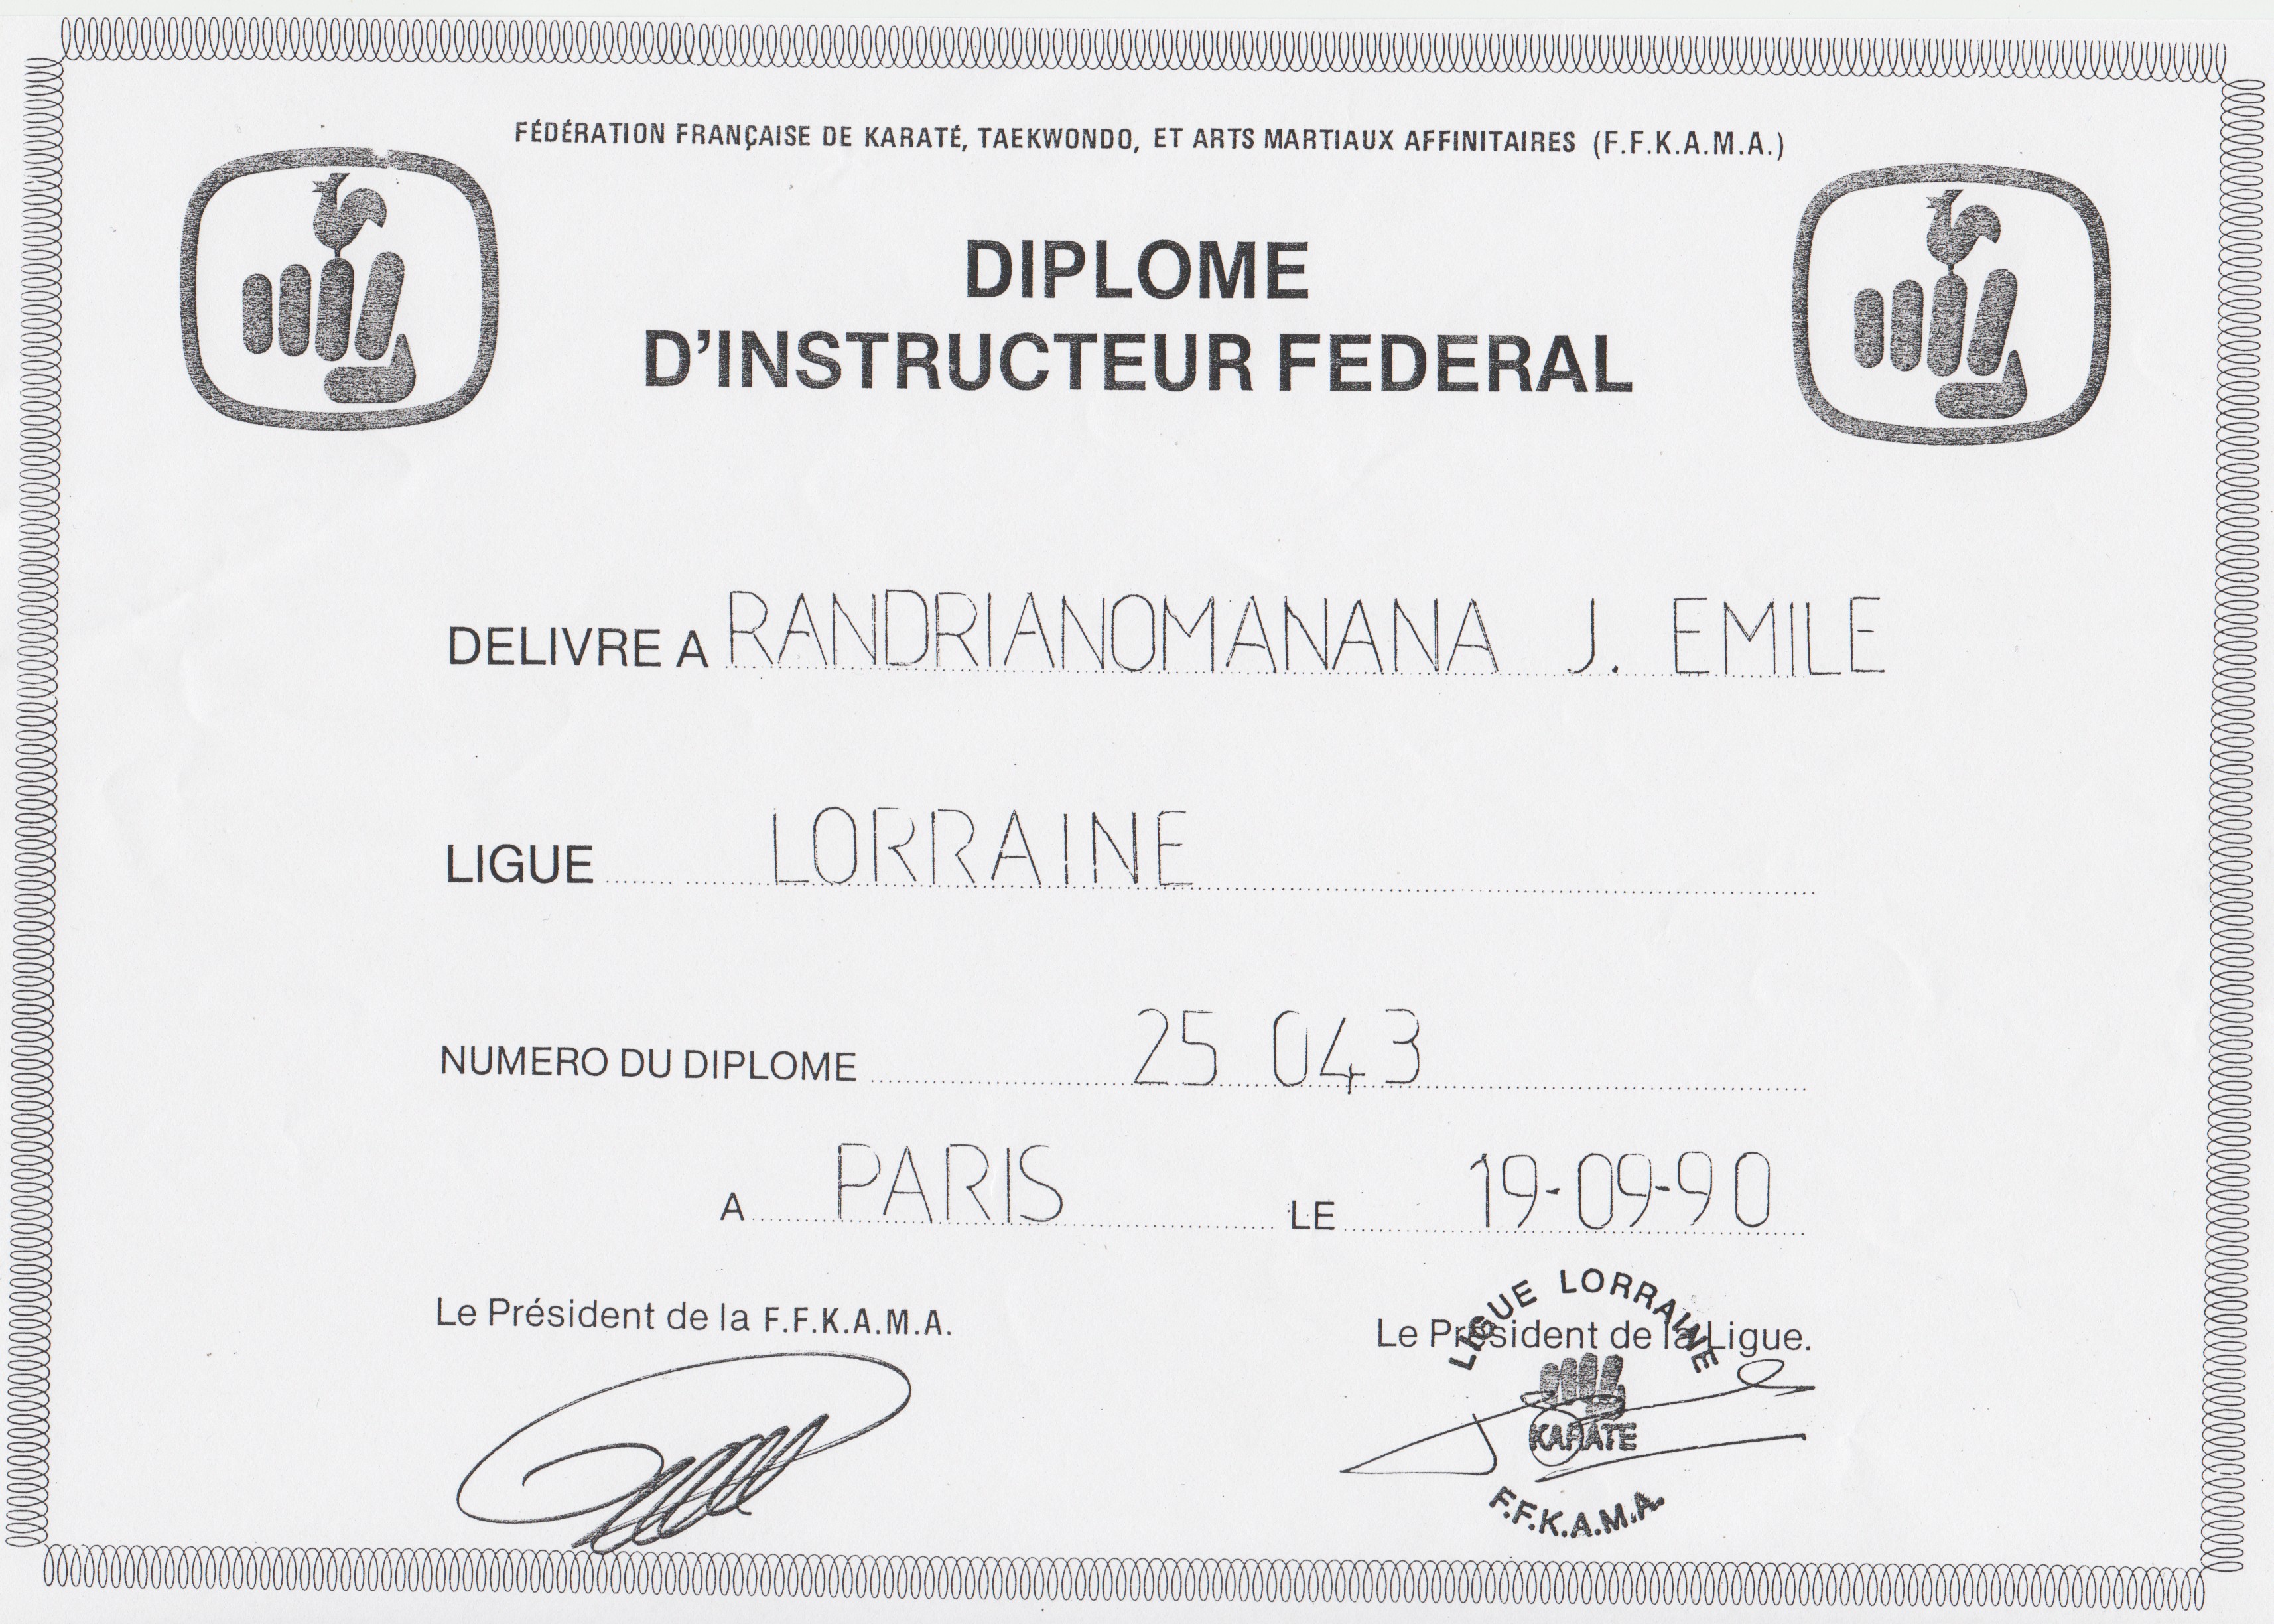 FÉDÉRATION FRANÇAISE DE KARATÉ, TAEKWONDO, ET ARTS MARTIAUX AFFINITAIRES (F.F.K.A.M.A.)
DIPLOME
D'INSTRUCTEUR FEDERAL
DELIVRE A RANDRIANOMANANA J. EMILE
LIGUE LORRAINE
NUMERO DU DIPLOME 25 043
A PARIS LE 19-09-90
Le Président de la F.F.K.A.M.A.
Le Président de la Ligue.
LIGUE LORRAINE
KARATE
F.F.K.A.M.A.